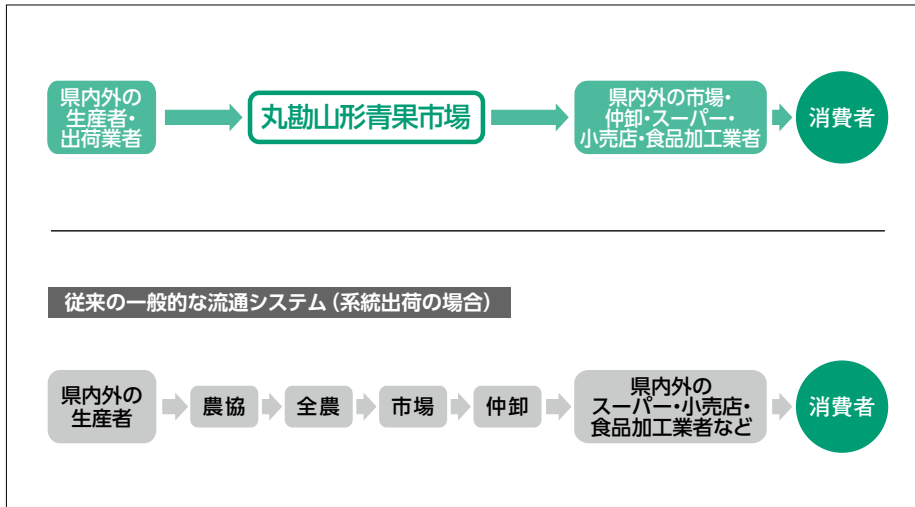 県内外の
生産者・
出荷業者
丸勘山形青果市場
県内外の市場・
仲卸・スーパー・
小売店・食品加工業者
消費者
従来の一般的な流通システム（系統出荷の場合）
県内外の
生産者
農協
全農
市場
仲卸
県内外の
スーパー・小売店・
食品加工業者など
消費者